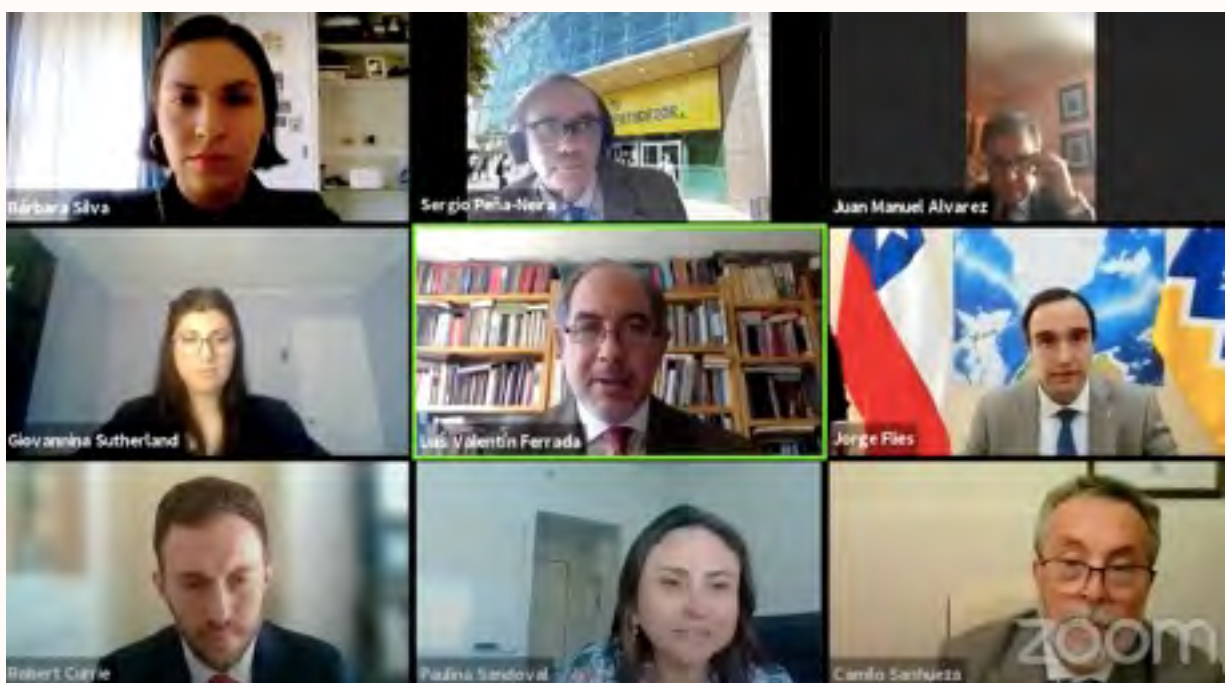 Bárbara Silva
Sergio Peña-Neira
Juan Manuel Alvarez
Giovannina Sutherland
Luis Valentín Ferrada
Jorge Flies
Robert Currie
Paulina Sandoval
Camilo Sanhueza
zoom